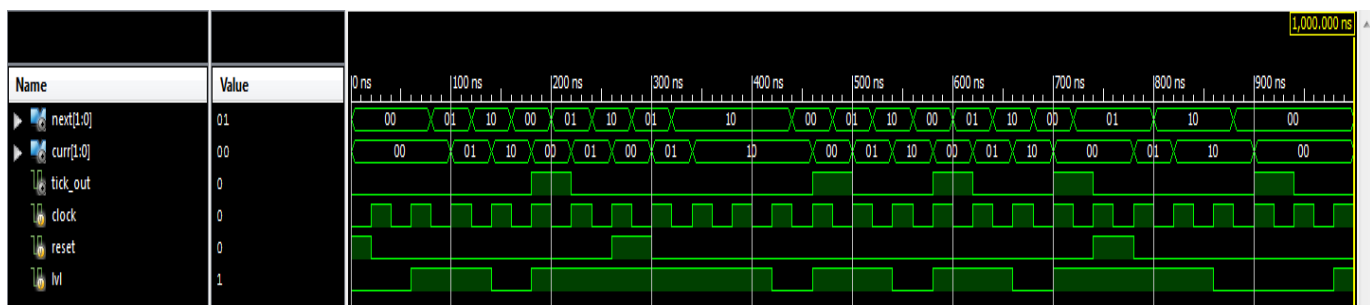 1,000.000 ns
Name Value 0 ns 100 ns 200 ns 300 ns 400 ns 500 ns 600 ns 700 ns 800 ns 900 ns
next[1:0] 01 00 01 10 00 01 10 01 10 00 01 10 00 01 10 00 01 10 00
curr[1:0] 00 00 01 10 00 01 00 01 10 00 01 10 00 01 10 00 01 10 00
tick_out 0
clock 0
reset 0
lvl 1